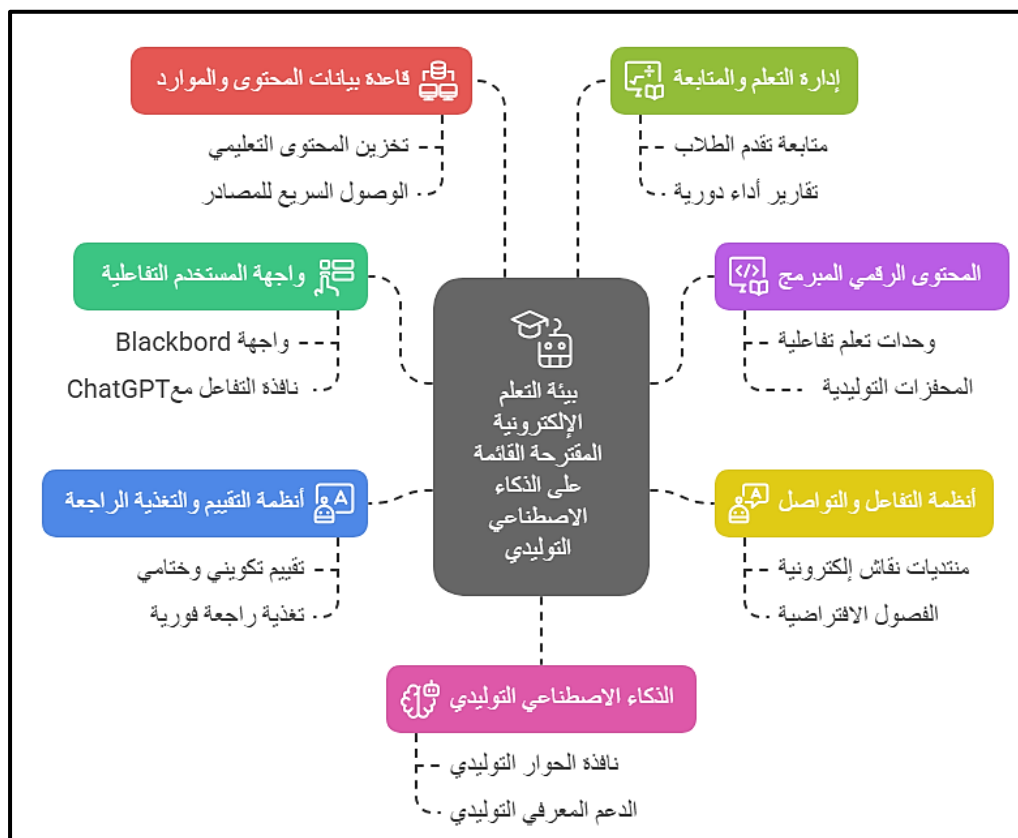 إدارة التعلم والمتابعة
متابعة تقدم الطلاب
تقارير أداء دورية
قاعدة بيانات المحتوى والموارد
تخزين المحتوى التعليمي
الوصول السريع للمصادر
المحتوى الرقمي المبرمج
وحدات تعلم تفاعلية
المحفزات التوليدية
واجهة المستخدم التفاعلية
واجهة Blackbord
نافذة التفاعل معChatGPT
بيئة التعلم
الإلكترونية
المقترحة القائمة
على الذكاء
الاصطناعي
التوليدي
أنظمة التفاعل والتواصل
منتديات نقاش إلكترونية
الفصول الافتراضية
أنظمة التقييم والتغذية الراجعة
تقييم تكويني وختامي
تغذية راجعة فورية
الذكاء الاصطناعي التوليدي
نافذة الحوار التوليدي
الدعم المعرفي التوليدي